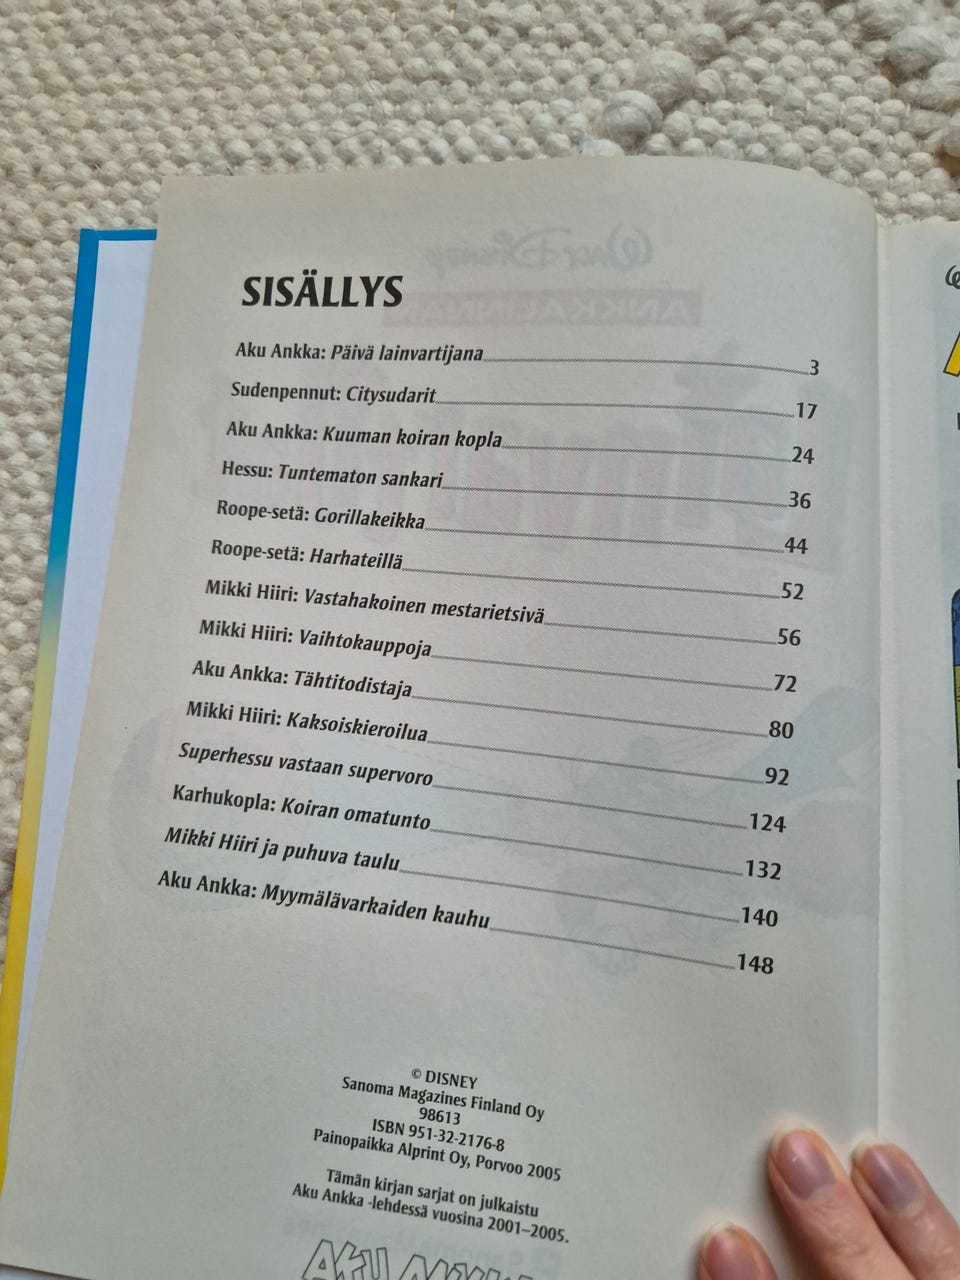 SISÄLLYS
Aku Ankka: Päivä lainvartijana 3
Sudenpennut: Citysudarit 17
Aku Ankka: Kuuman koiran kopla 24
Hessu: Tuntematon sankari 36
Roope-setä: Gorillakeikka 44
Roope-setä: Harhateillä 52
Mikki Hiiri: Vastahakoinen mestarietsivä 56
Mikki Hiiri: Vaihtokauppoja 72
Aku Ankka: Tähtitodistaja 80
Mikki Hiiri: Kaksoiskieroilua 92
Superhessu vastaan supervoro 124
Karhukopla: Koiran omatunto 132
Mikki Hiiri ja puhuva taulu 140
Aku Ankka: Myymälävarkaiden kauhu 148
© DISNEY
Sanoma Magazines Finland Oy
98613
ISBN 951-32-2176-8
Painopaikka Alprint Oy, Porvoo 2005
Tämän kirjan sarjat on julkaistu
Aku Ankka -lehdessä vuosina 2001–2005.
AKU ANKKA